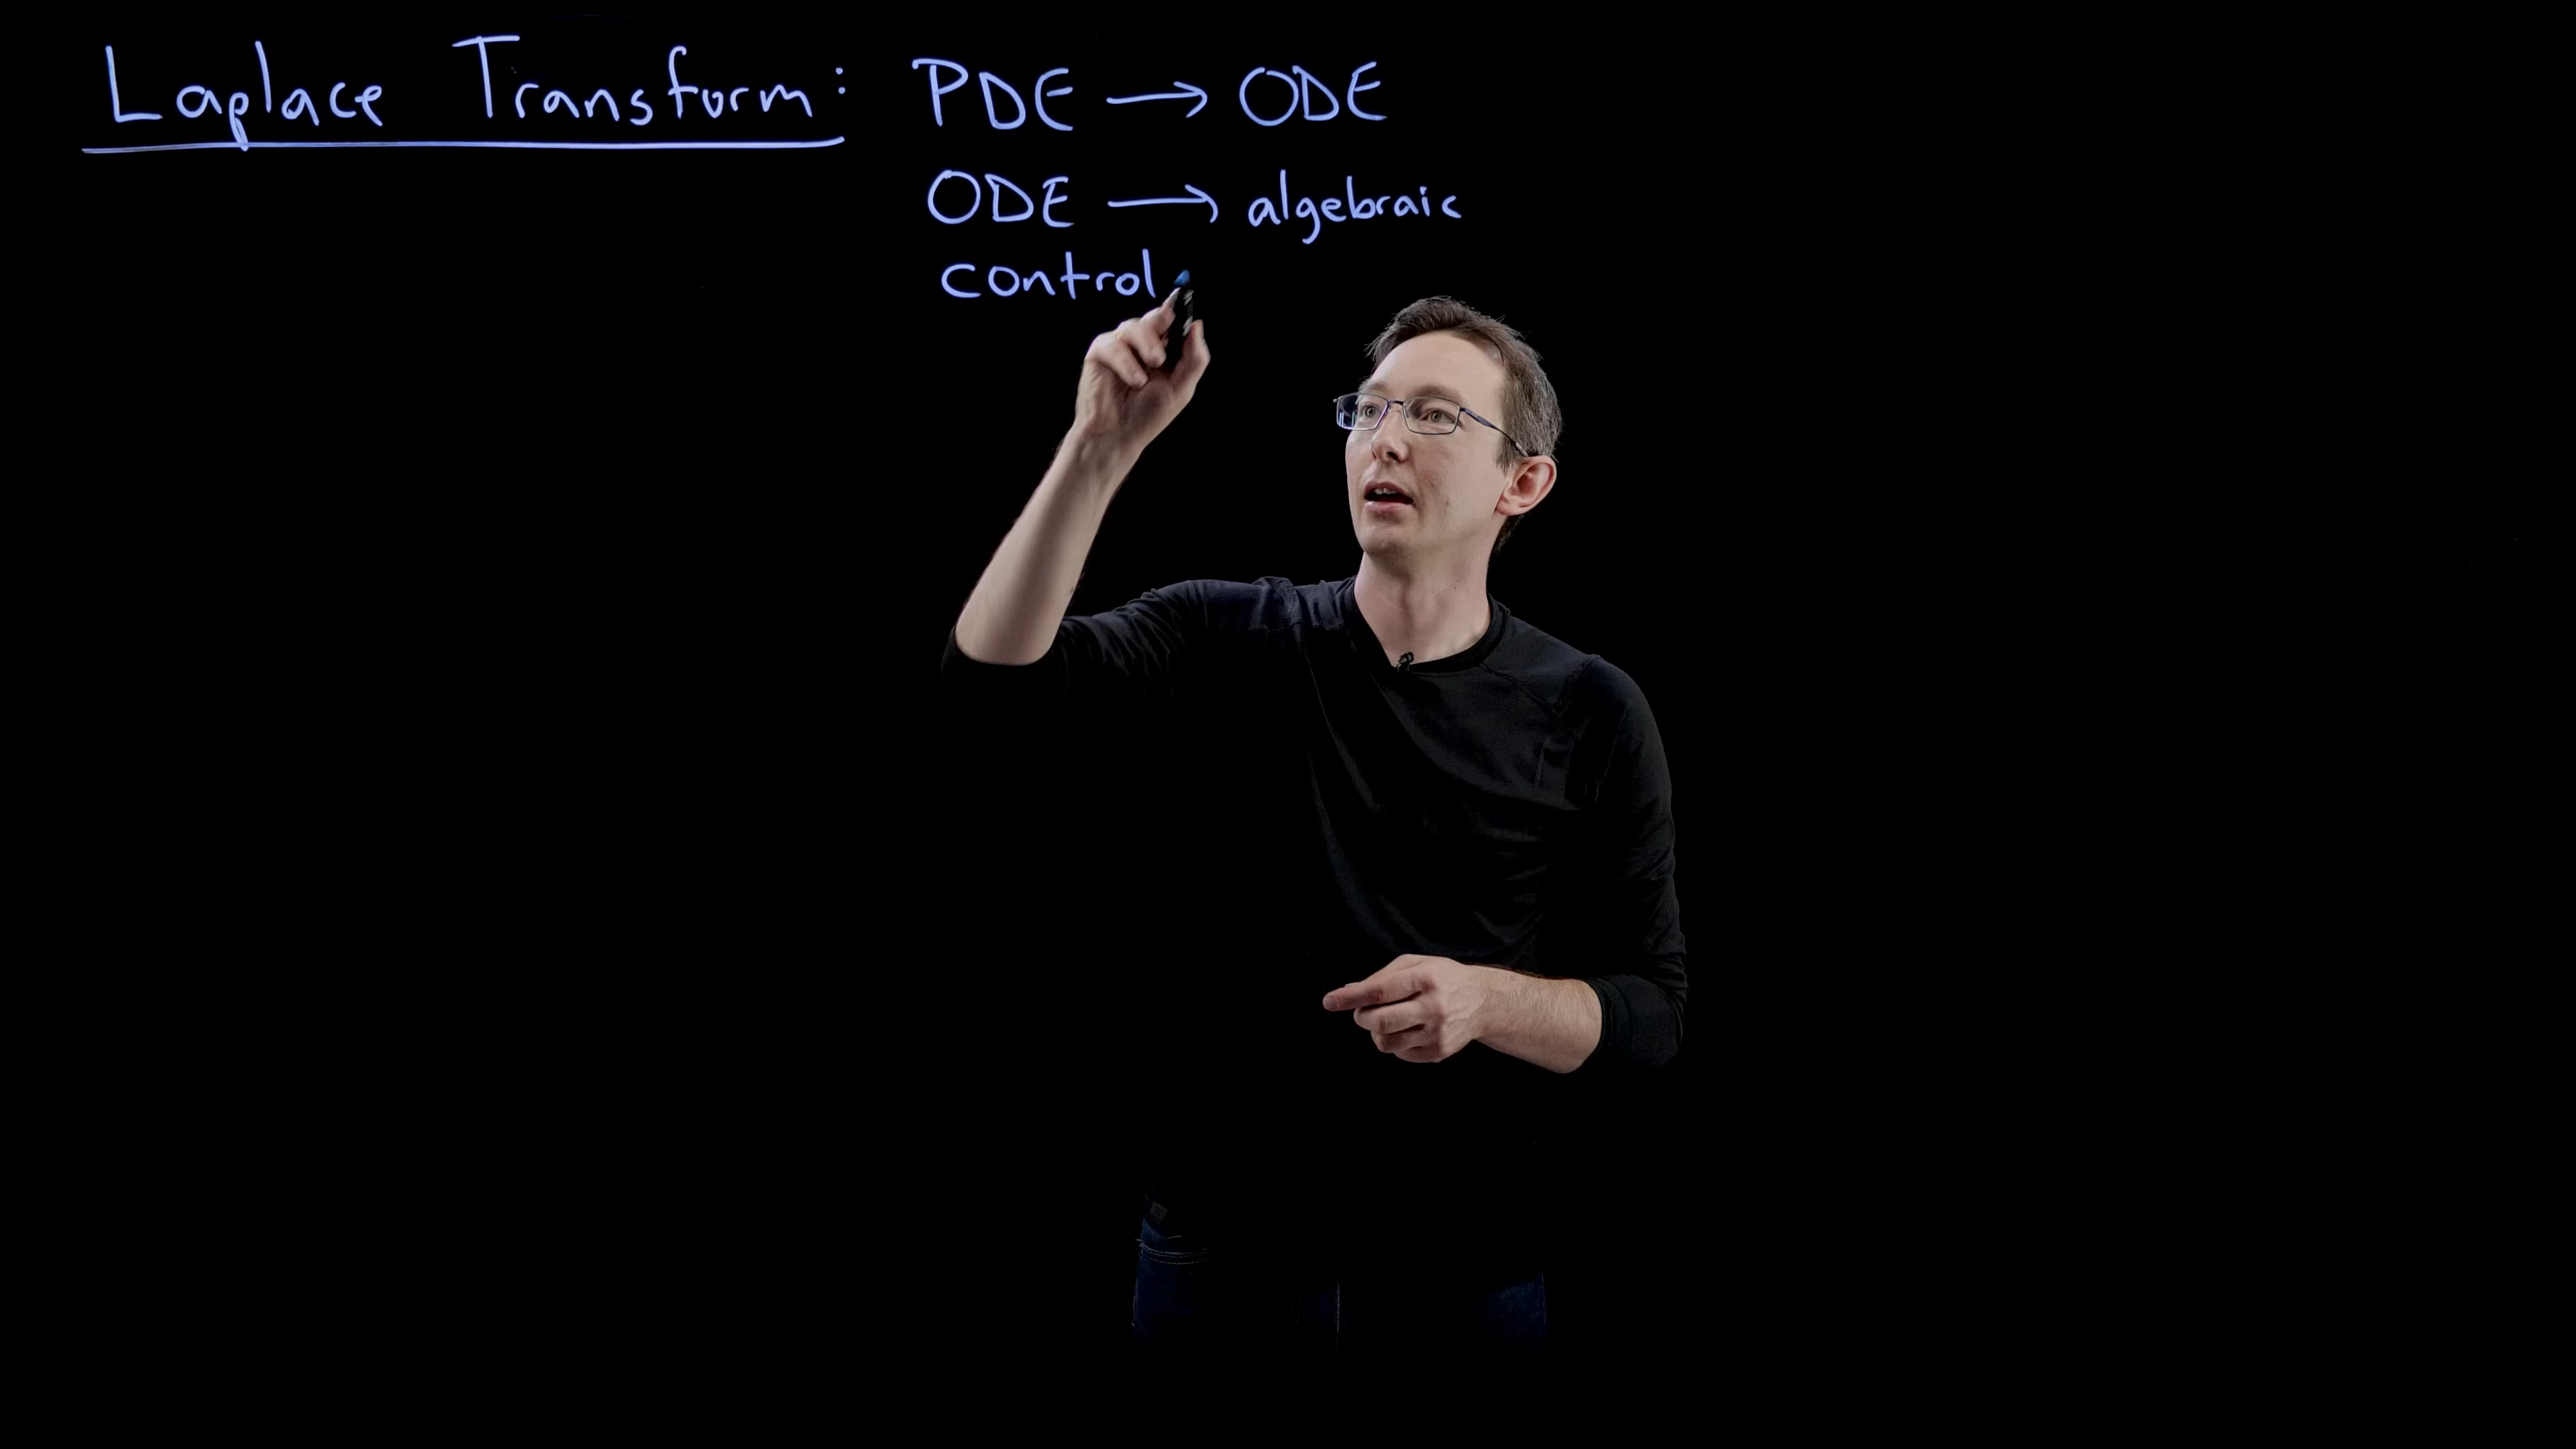 Laplace Transform: PDE → ODE
ODE → algebraic
control